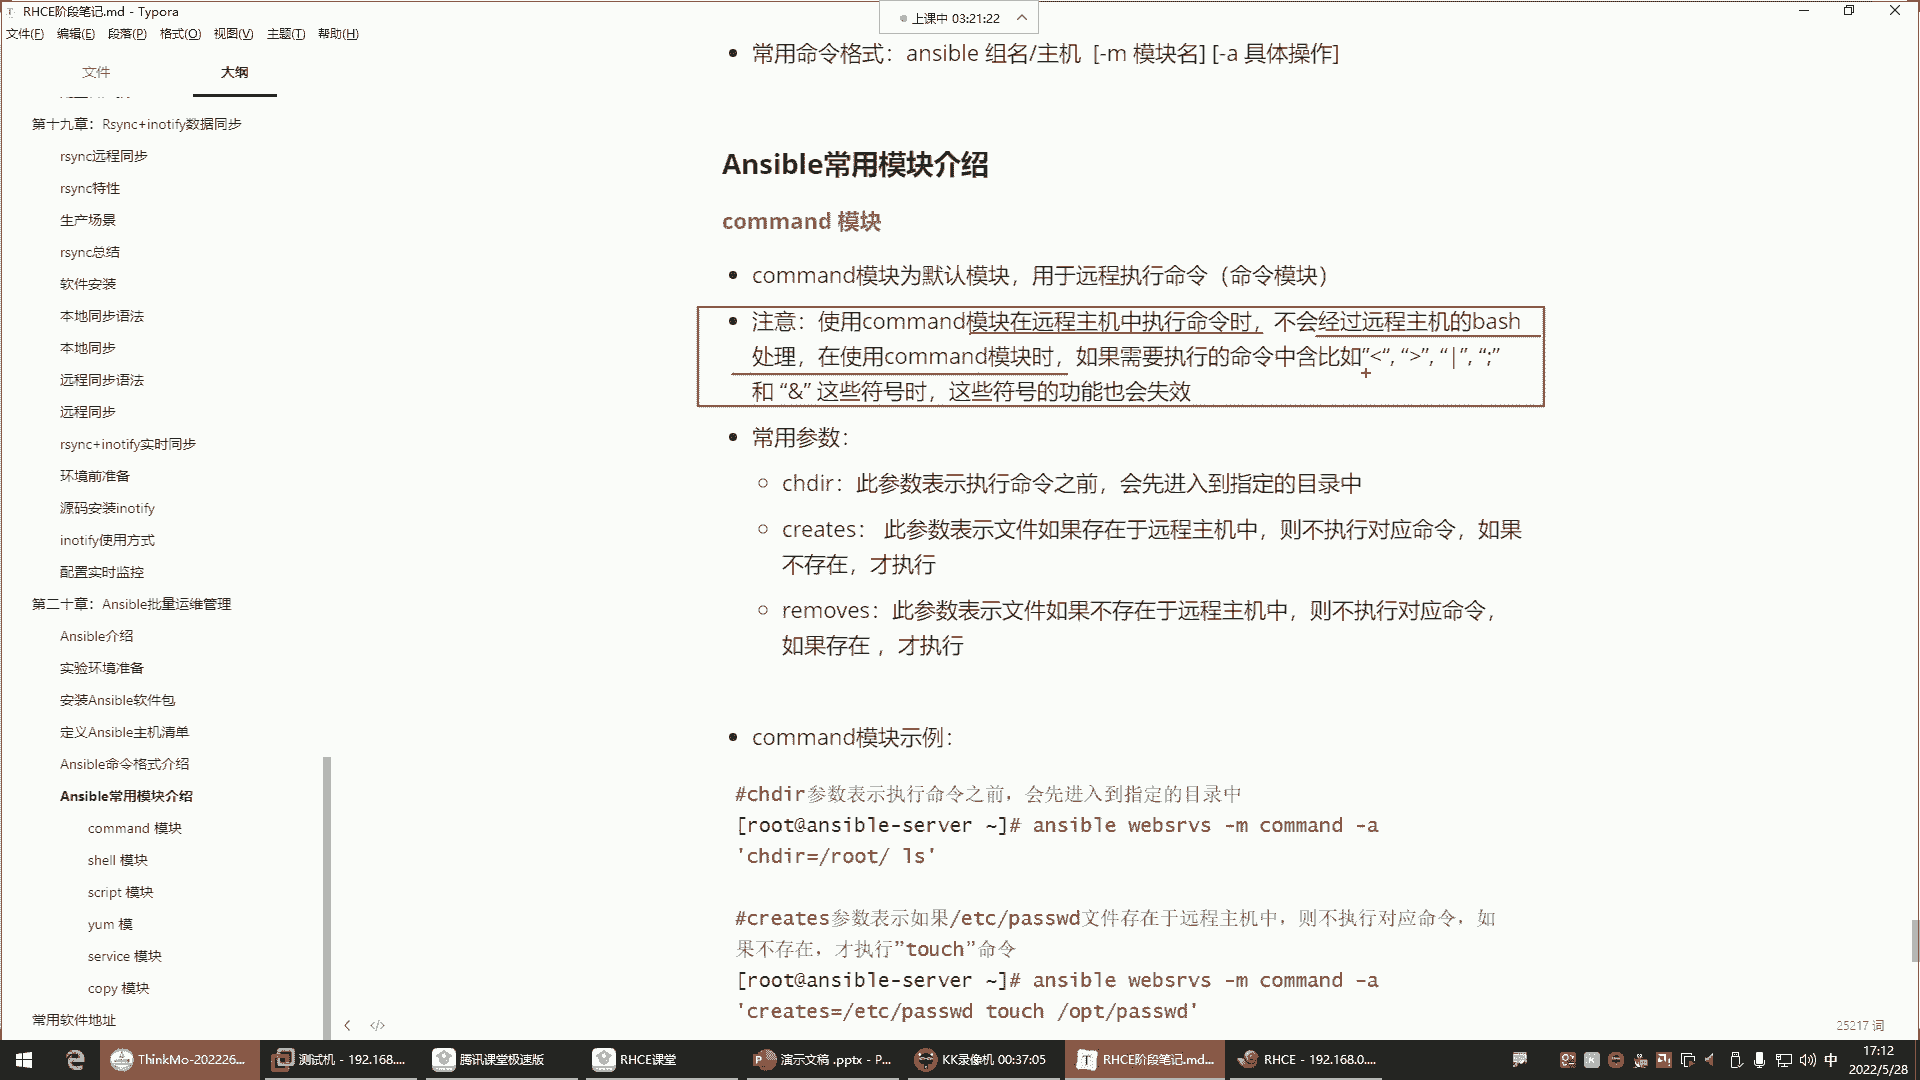 RHCE阶段笔记.md - Typora
上课中 03:21:22
文件(F) 编辑(E) 段落(P) 格式(O) 视图(V) 主题(T) 帮助(H)
文件 大纲
第十九章：Rsync+inotify数据同步
rsync远程同步
rsync特性
生产场景
rsync总结
软件安装
本地同步语法
本地同步
远程同步语法
远程同步
rsync+inotify实时同步
环境前准备
源码安装inotify
inotify使用方式
配置实时监控
第二十章：Ansible批量运维管理
Ansible介绍
实验环境准备
安装Ansible软件包
定义Ansible主机清单
Ansible命令格式介绍
Ansible常用模块介绍
command 模块
shell 模块
script 模块
yum 模
service 模块
copy 模块
常用软件地址
常用命令格式：ansible 组名/主机 [-m 模块名] [-a 具体操作]
Ansible常用模块介绍
command 模块
command模块为默认模块，用于远程执行命令（命令模块）
注意：使用command模块在远程主机中执行命令时，不会经过远程主机的bash
处理，在使用command模块时，如果需要执行的命令中含比如”<“, “>”, “|”, “;”
和 “&” 这些符号时，这些符号的功能也会失效
常用参数：
chdir：此参数表示执行命令之前，会先进入到指定的目录中
creates： 此参数表示文件如果存在于远程主机中，则不执行对应命令，如果
不存在，才执行
removes：此参数表示文件如果不存在于远程主机中，则不执行对应命令，
如果存在 ，才执行
command模块示例：
#chdir参数表示执行命令之前，会先进入到指定的目录中
[root@ansible-server ~]# ansible websrvs -m command -a
'chdir=/root/ ls'
#creates参数表示如果/etc/passwd文件存在于远程主机中，则不执行对应命令，如
果不存在，才执行”touch”命令
[root@ansible-server ~]# ansible websrvs -m command -a
'creates=/etc/passwd touch /opt/passwd'
25217 词
ThinkMo-202226...
测试机 - 192.168....
腾讯课堂极速版
RHCE课堂
演示文稿 .pptx - P...
KK录像机 00:37:05
RHCE阶段笔记.md...
RHCE - 192.168.0....
中
17:12
2022/5/28